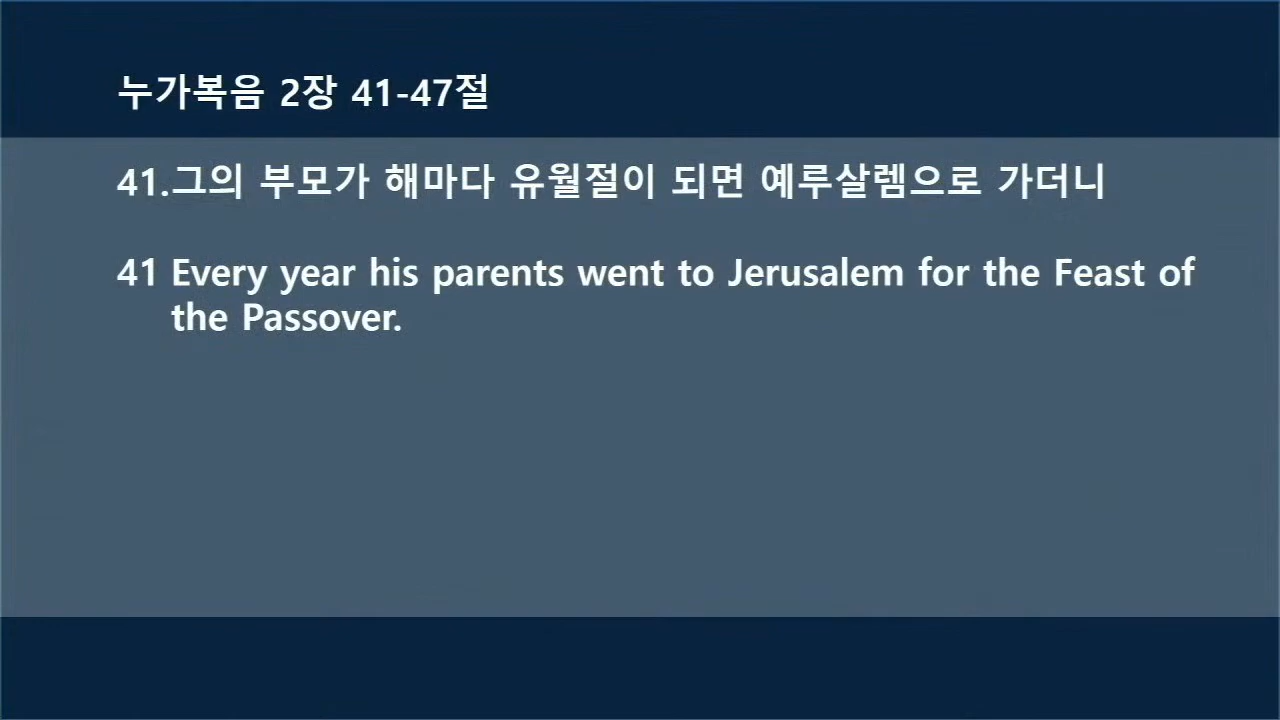 누가복음 2장 41-47절
41.그의 부모가 해마다 유월절이 되면 예루살렘으로 가더니
41 Every year his parents went to Jerusalem for the Feast of
the Passover.